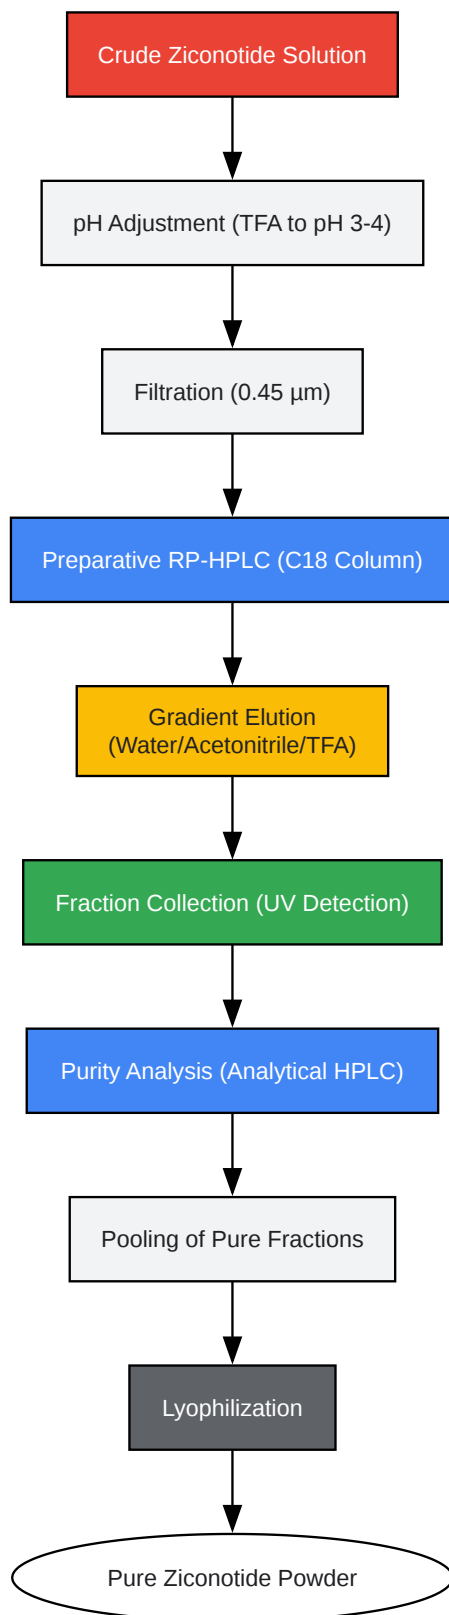 Crude Ziconotide Solution
pH Adjustment (TFA to pH 3-4)
Filtration (0.45 µm)
Preparative RP-HPLC (C18 Column)
Gradient Elution
(Water/Acetonitrile/TFA)
Fraction Collection (UV Detection)
Purity Analysis (Analytical HPLC)
Pooling of Pure Fractions
Lyophilization
Pure Ziconotide Powder